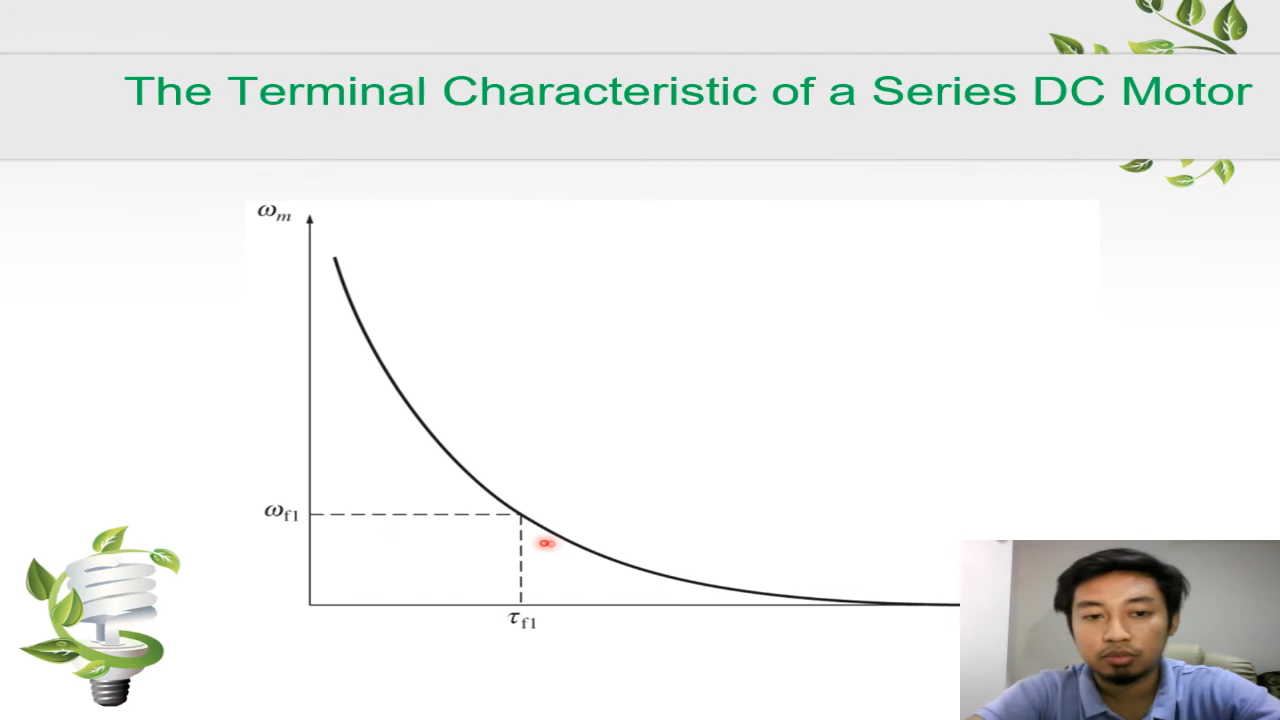 The Terminal Characteristic of a Series DC Motor
ωm
ωf1
τf1